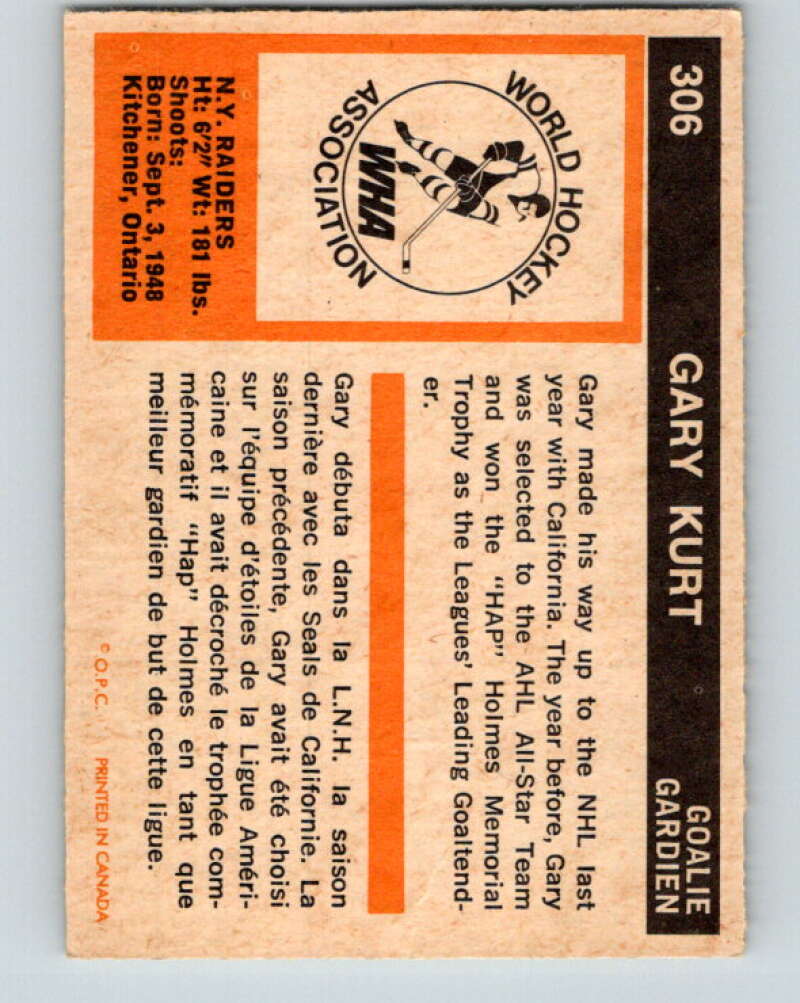 306 GARY KURT GOALIE
GARDIEN
WORLD HOCKEY
ASSOCIATION
WHA
N.Y. RAIDERS
Ht: 6'2" Wt: 181 lbs.
Shoots:
Born: Sept. 3, 1948
Kitchener, Ontario
Gary made his way up to the NHL last
year with California. The year before, Gary
was selected to the AHL All-Star Team
and won the "HAP" Holmes Memorial
Trophy as the Leagues' Leading Goaltend-
er.
Gary débuta dans la L.N.H. la saison
dernière avec les Seals de Californie. La
saison précédente, Gary avait été choisi
sur l'équipe d'étoiles de la Ligue Améri-
caine et il avait décroché le trophée com-
mémoratif "Hap" Holmes en tant que
meilleur gardien de but de cette ligue.
© O.P.C. PRINTED IN CANADA